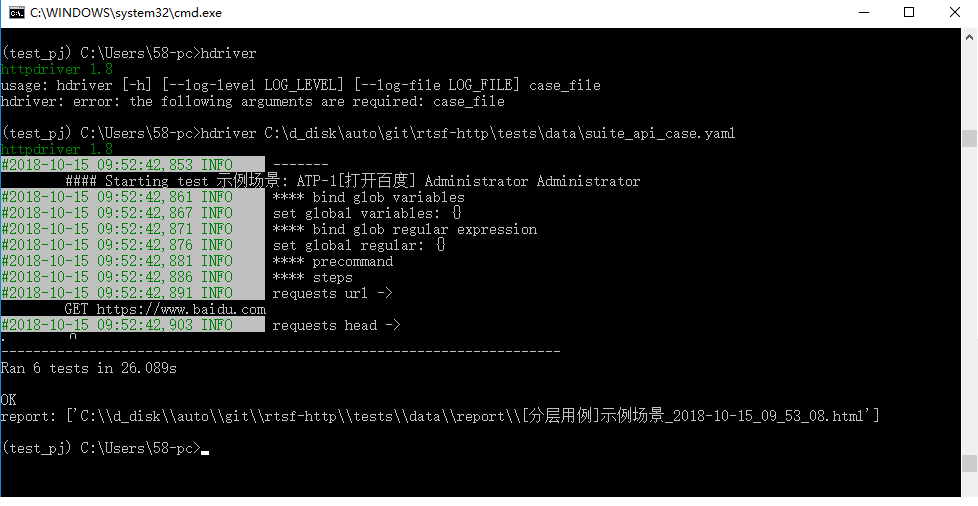 C:\WINDOWS\system32\cmd.exe
(test_pj) C:\Users\58-pc>hdriver
httpdriver 1.8
usage: hdriver [-h] [--log-level LOG_LEVEL] [--log-file LOG_FILE] case_file
hdriver: error: the following arguments are required: case_file
(test_pj) C:\Users\58-pc>hdriver C:\d_disk\auto\git\rtsf-http\tests\data\suite_api_case.yaml
httpdriver 1.8
#2018-10-15 09:52:42,853 INFO -------
#### Starting test 示例场景: ATP-1[打开百度] Administrator Administrator
#2018-10-15 09:52:42,861 INFO **** bind glob variables
#2018-10-15 09:52:42,867 INFO set global variables: {}
#2018-10-15 09:52:42,871 INFO **** bind glob regular expression
#2018-10-15 09:52:42,876 INFO set global regular: {}
#2018-10-15 09:52:42,881 INFO **** precommand
#2018-10-15 09:52:42,886 INFO **** steps
#2018-10-15 09:52:42,891 INFO requests url ->
GET https://www.baidu.com
#2018-10-15 09:52:42,903 INFO requests head ->
----------------------------------------------------------------------
Ran 6 tests in 26.089s
OK
report: ['C:\\d_disk\\auto\\git\\rtsf-http\\tests\\data\\report\\[分层用例]示例场景_2018-10-15_09_53_08.html']
(test_pj) C:\Users\58-pc>